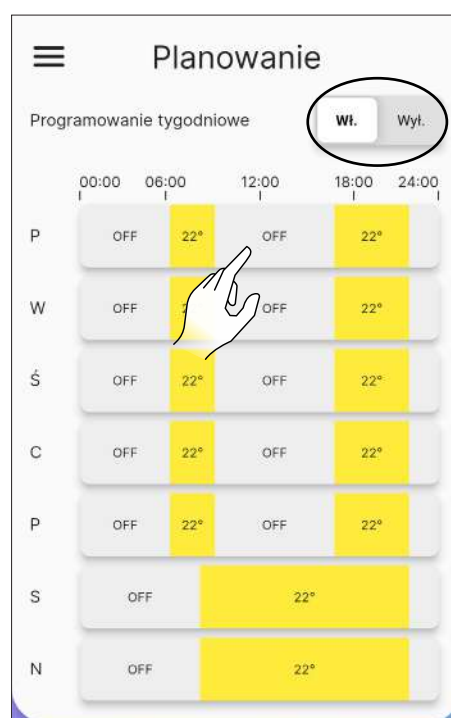 Planowanie
Programowanie tygodniowe Wł. Wył.
00:00 06:00 12:00 18:00 24:00
P OFF 22° OFF 22°
W OFF OFF 22°
Ś OFF 22° OFF 22°
C OFF 22° OFF 22°
P OFF 22° OFF 22°
S OFF 22°
N OFF 22°